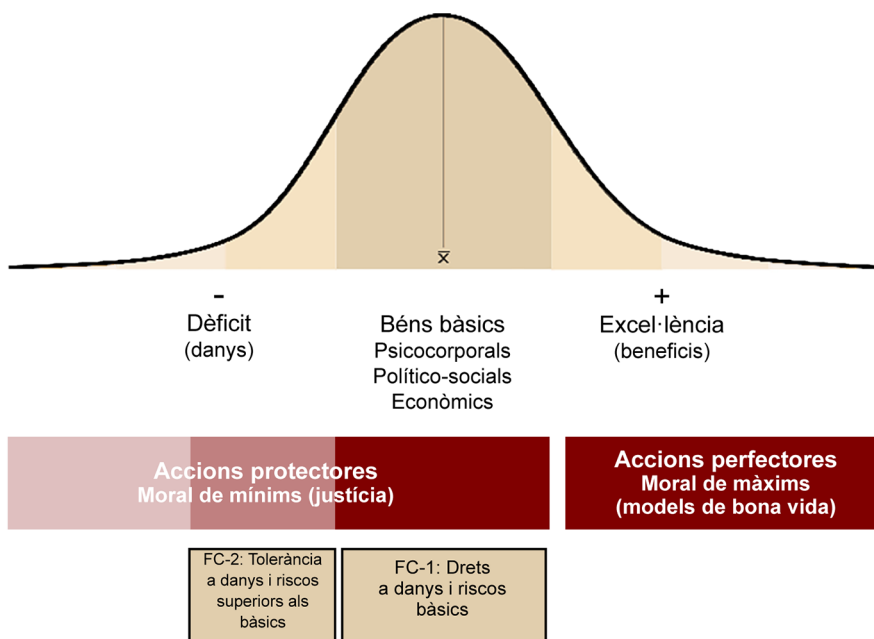 x̅
-
Dèficit
(danys)
Béns bàsics
Psicocorporals
Político-socials
Econòmics
+
Excel·lència
(beneficis)
Accions protectores
Moral de mínims (justícia)
Accions perfectores
Moral de màxims
(models de bona vida)
FC-2: Tolerància
a danys i riscos
superiors als
bàsics
FC-1: Drets
a danys i riscos
bàsics